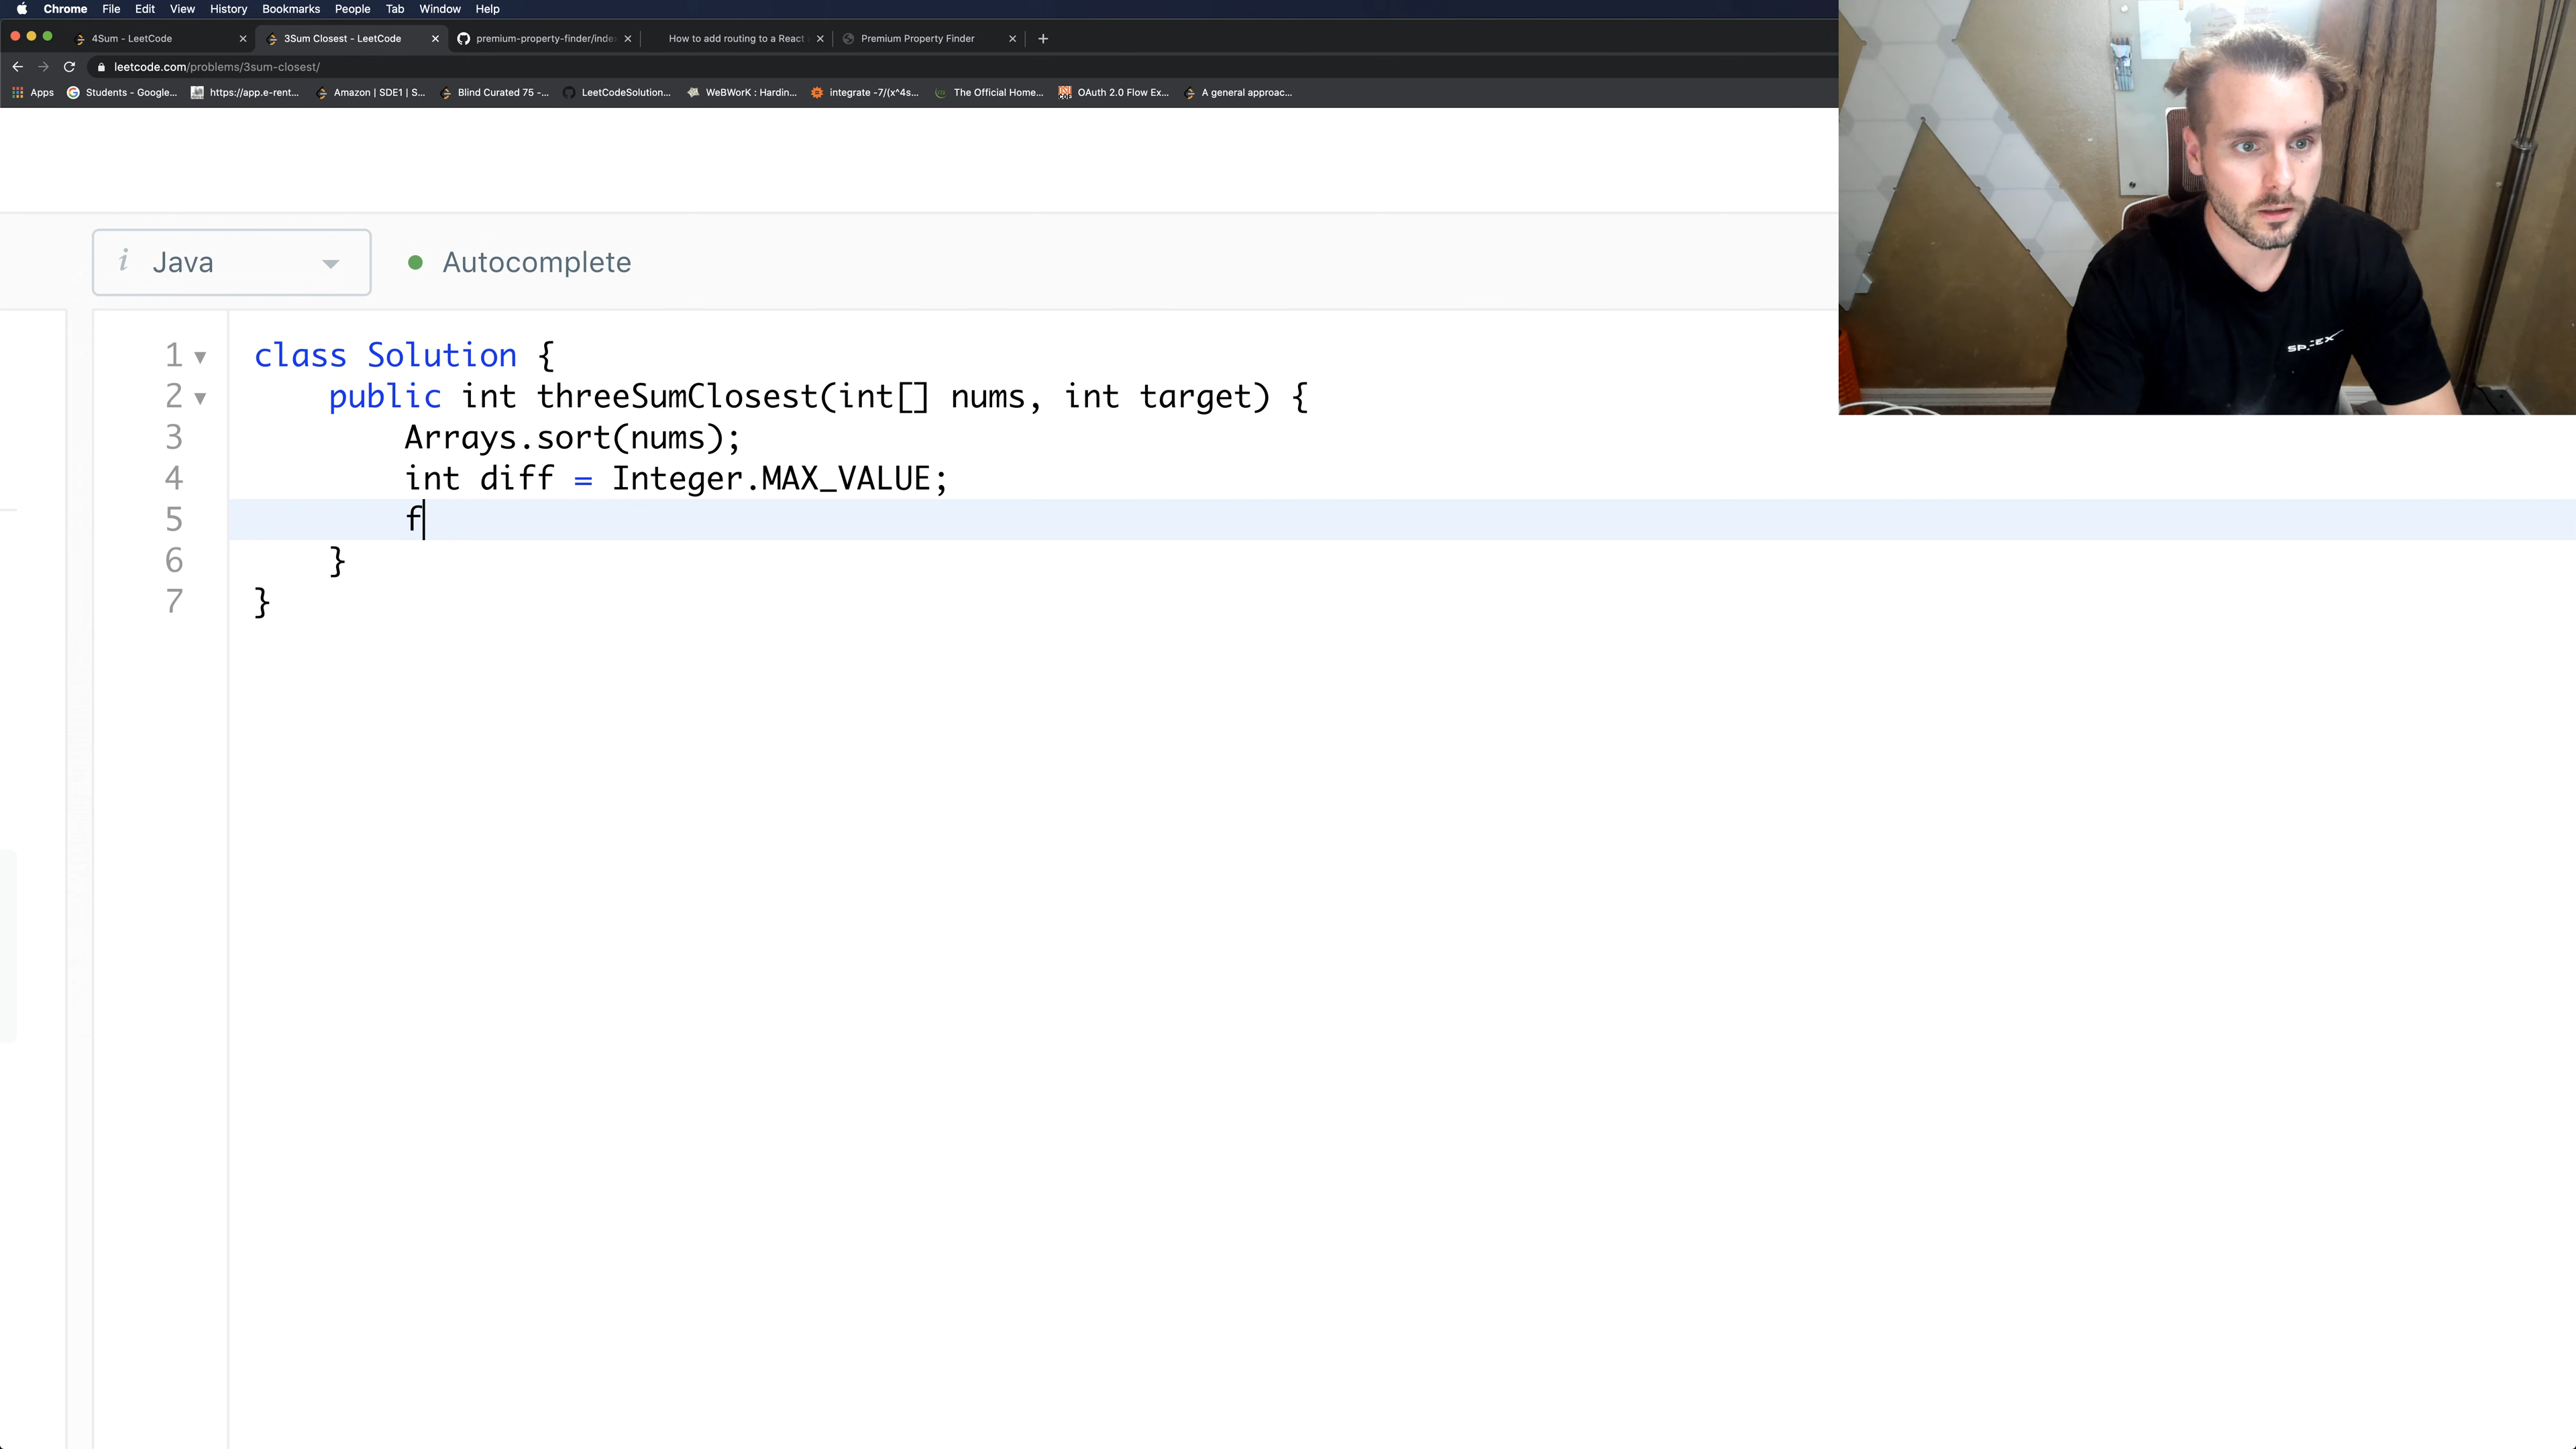 Chrome File Edit View History Bookmarks People Tab Window Help
4Sum - LeetCode 3Sum Closest - LeetCode premium-property-finder/inde How to add routing to a React Premium Property Finder
leetcode.com/problems/3sum-closest/
Apps Students - Google... https://app.e-rent... Amazon | SDE1 | S... Blind Curated 75 -... LeetCodeSolution... WeBWorK : Hardin... integrate -7/(x^4s... The Official Home... OAuth 2.0 Flow Ex... A general approac...
i Java Autocomplete
1 class Solution {
2 public int threeSumClosest(int[] nums, int target) {
3 Arrays.sort(nums);
4 int diff = Integer.MAX_VALUE;
5 f
6 }
7 }